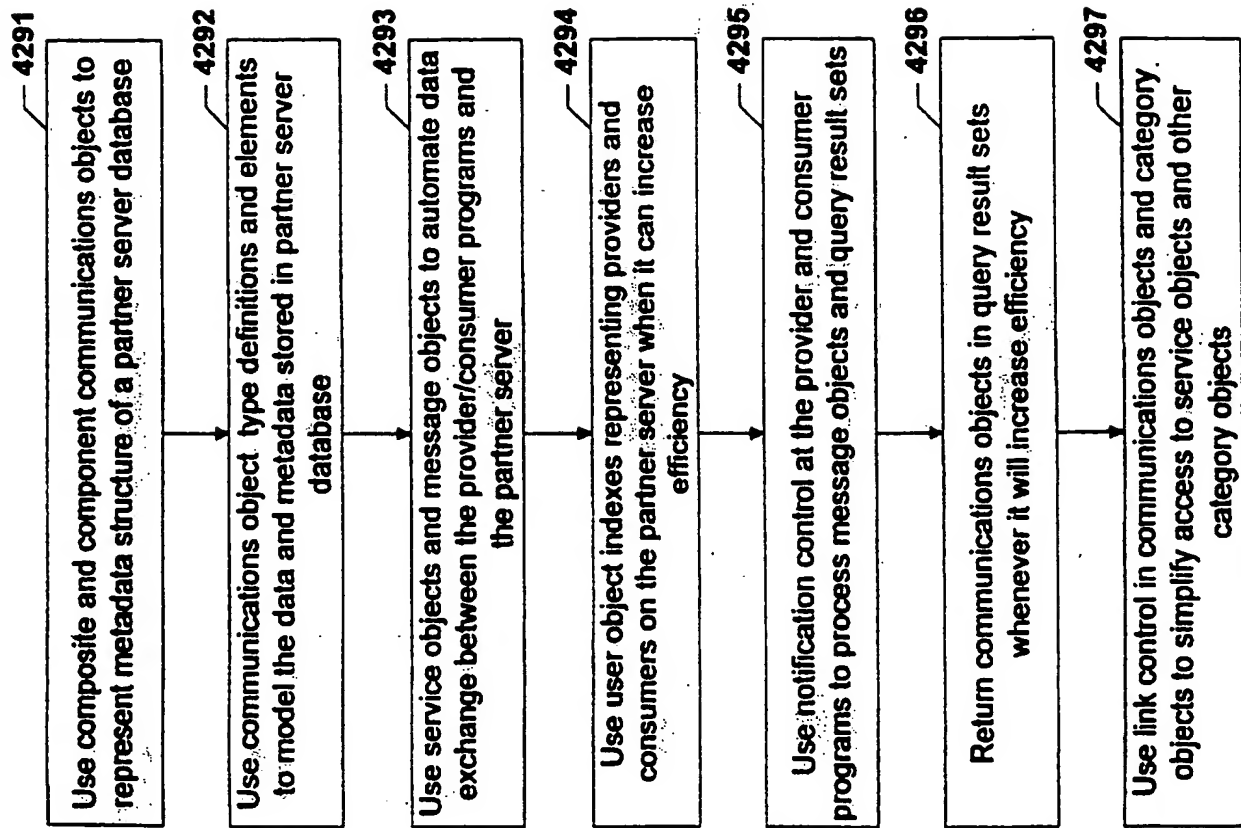 4291
Use composite and component communications objects to
represent metadata structure of a partner server database
4292
Use communications object type definitions and elements
to model the data and metadata stored in partner server
database
4293
Use service objects and message objects to automate data
exchange between the provider/consumer programs and
the partner server
4294
Use user object indexes representing providers and
consumers on the partner server when it can increase
efficiency
4295
Use notification control at the provider and consumer
programs to process message objects and query result sets
4296
Return communications objects in query result sets
whenever it will increase efficiency
4297
Use link control in communications objects and category.
objects to simplify access to service objects and other
category objects